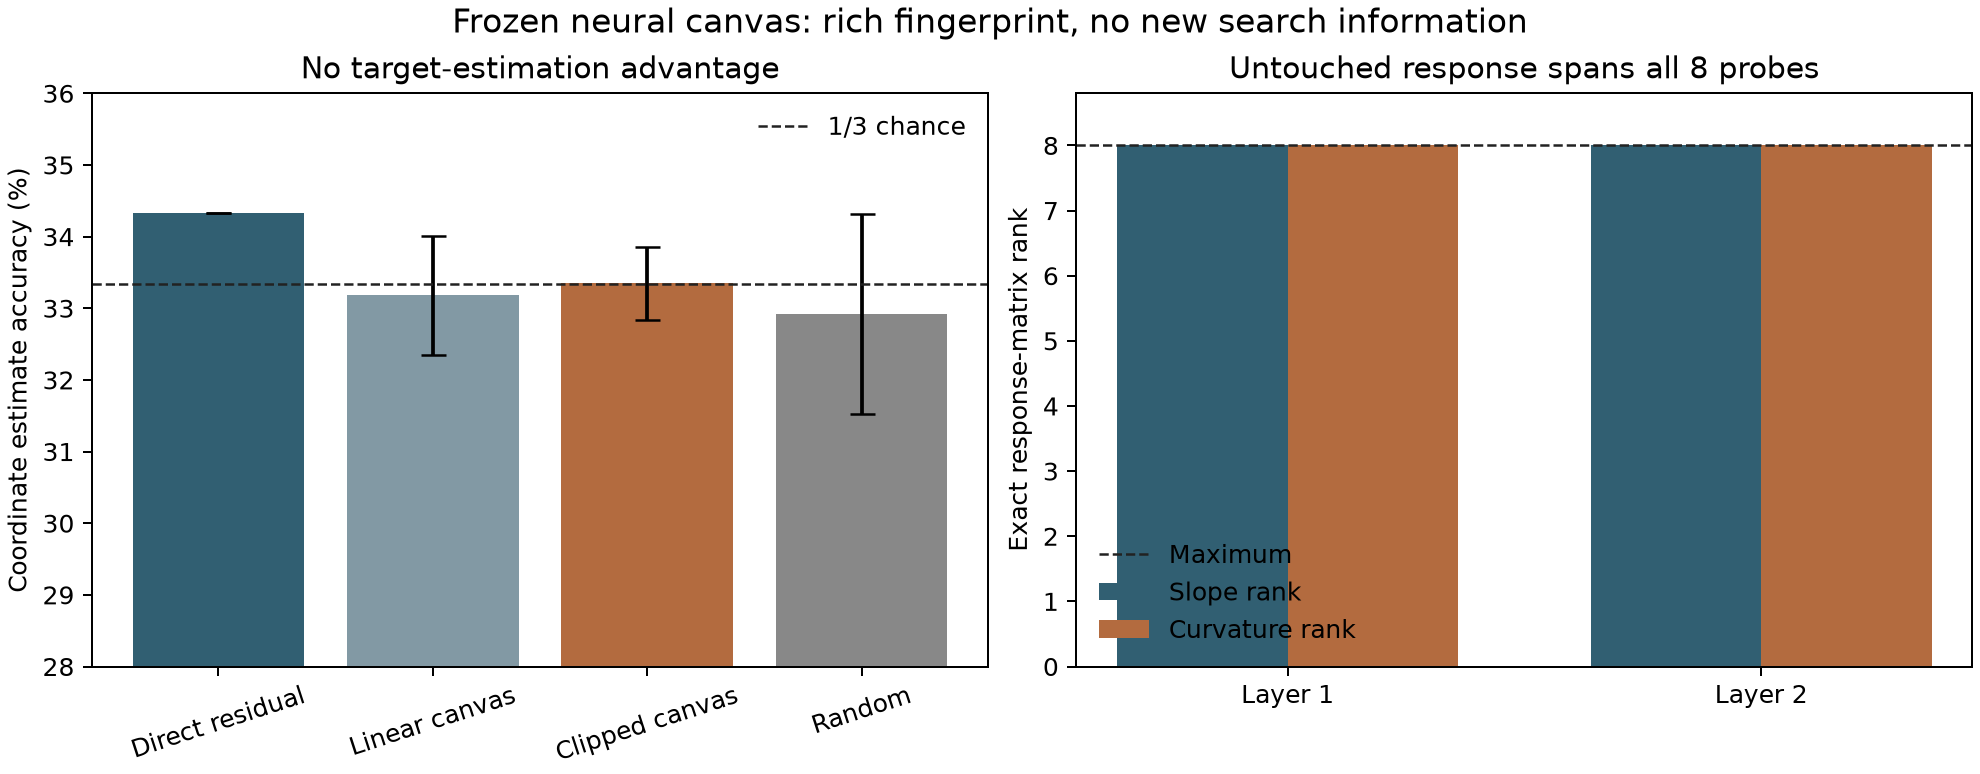 Frozen neural canvas: rich fingerprint, no new search information
No target-estimation advantage
Coordinate estimate accuracy (%)
36
35
34
33
32
31
30
29
28
1/3 chance
Direct residual
Linear canvas
Clipped canvas
Random
Untouched response spans all 8 probes
Exact response-matrix rank
8
7
6
5
4
3
2
1
0
Maximum
Slope rank
Curvature rank
Layer 1
Layer 2